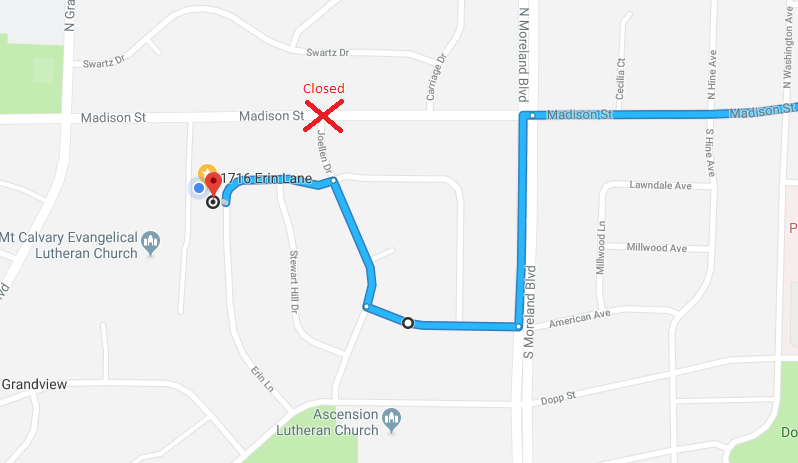 N Gra
Swartz Dr
Swartz Dr
Carriage Dr
N Moreland Blvd
Cecilia Ct
N Hine Ave
N Washington Ave
Closed
Madison St
Madison St
Madison St
Madison St
Joellen Dr
S Hine Ave
1716 Erin Lane
Lawndale Ave
Mt Calvary Evangelical
Lutheran Church
Stewart Hill Dr
Millwood Ln
Millwood Ave
P
lvd
S Moreland Blvd
American Ave
Grandview
Erin Ln
Dopp St
Ascension
Lutheran Church
Do